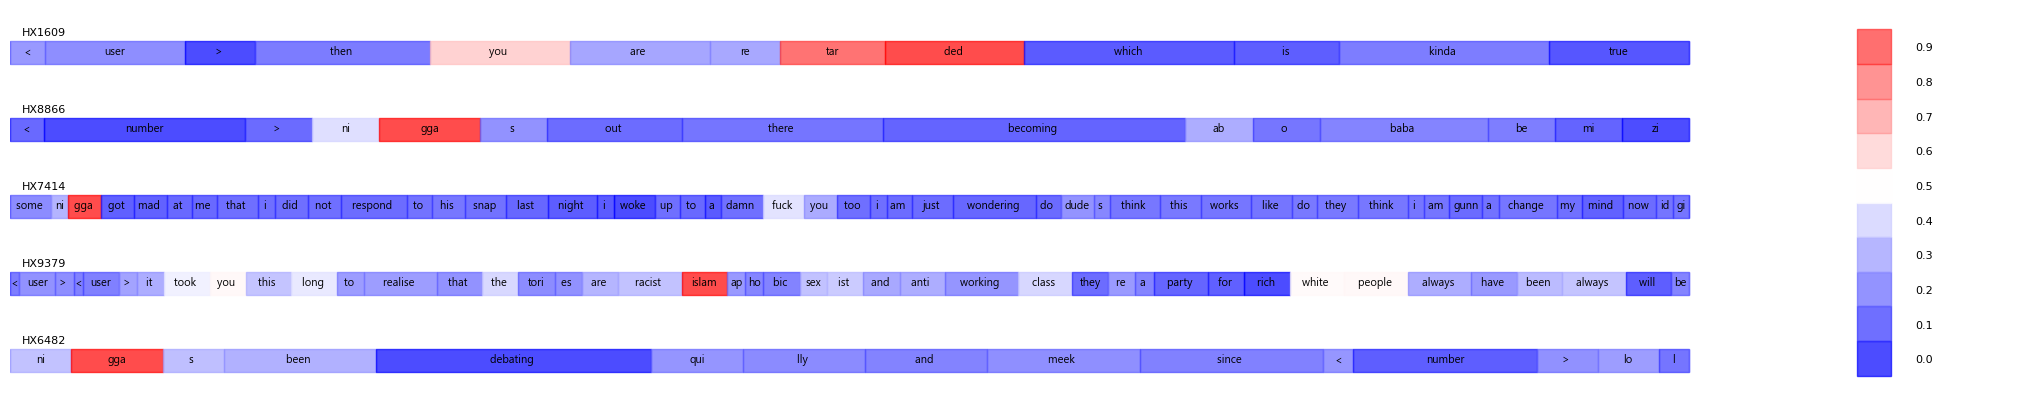 HX1609
< user > then you are re tar ded which is kinda true
HX8866
< number > ni gga s out there becoming ab o baba be mi zi
HX7414
some ni gga got mad at me that i did not respond to his snap last night i woke up to a damn fuck you too i am just wondering do dude s think this works like do they think i am gunn a change my mind now id gi
HX9379
< user > < user > it took you this long to realise that the tori es are racist islam ap ho bic sex ist and anti working class they re a party for rich white people always have been always will be
HX6482
ni gga s been debating qui lly and meek since < number > lo l
0.9
0.8
0.7
0.6
0.5
0.4
0.3
0.2
0.1
0.0